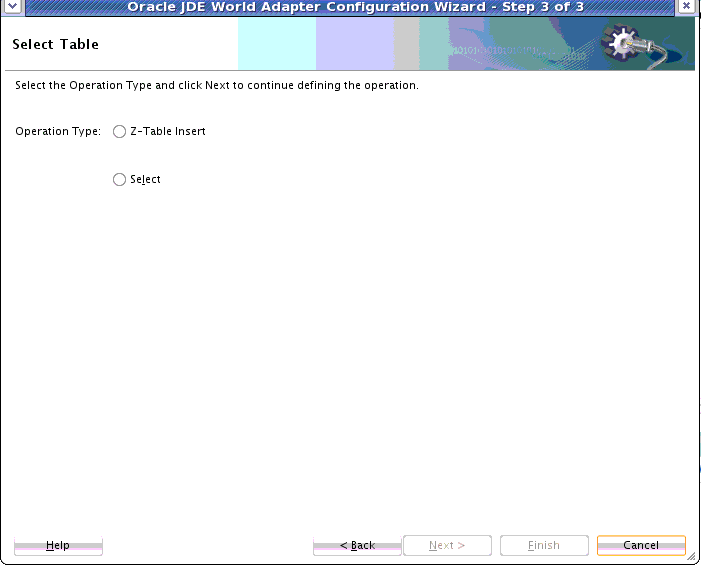 Oracle JDE World Adapter Configuration Wizard - Step 3 of 3
Select Table
Select the Operation Type and click Next to continue defining the operation.
Operation Type: Z-Table Insert
Select
Help < Back Next > Finish Cancel